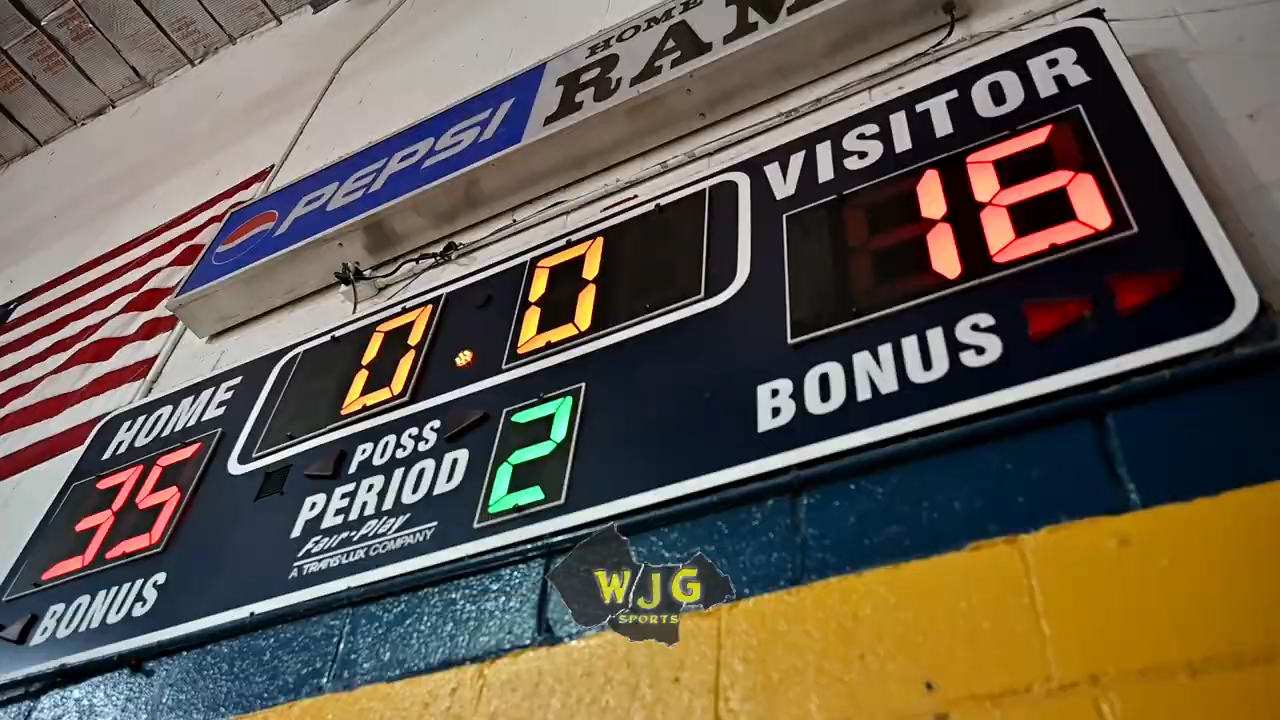 HOME
RAM
PEPSI
VISITOR
16
0.0
HOME
35
POSS
PERIOD
2
BONUS
Fair-Play
A TRANS-LUX COMPANY
BONUS
WJG
SPORTS